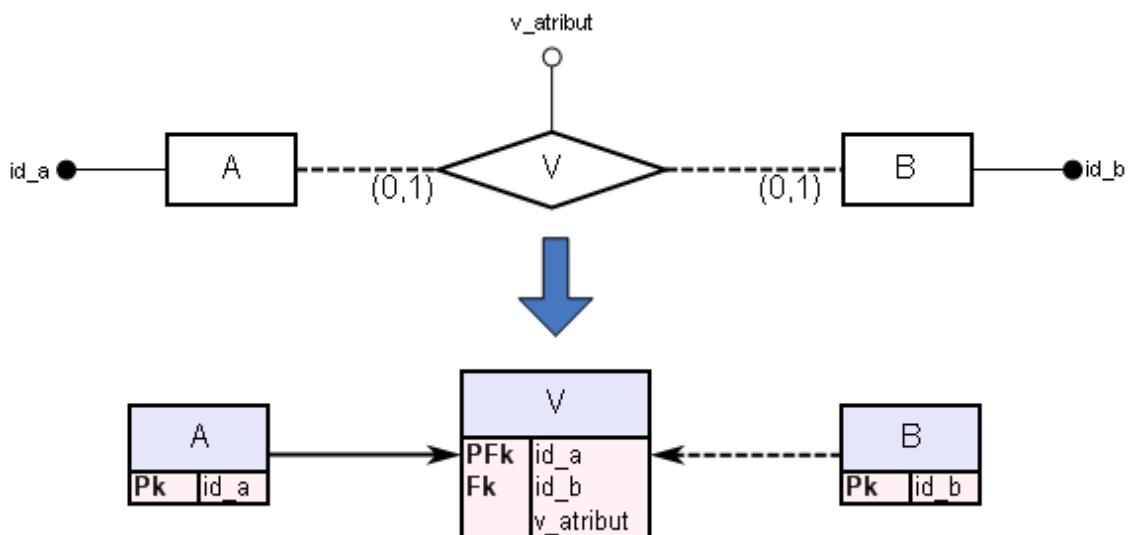 v_atribut
id_a
A
(0,1)
V
(0,1)
B
id_b
A
Pk id_a
V
PFk id_a
Fk id_b
v_atribut
B
Pk id_b